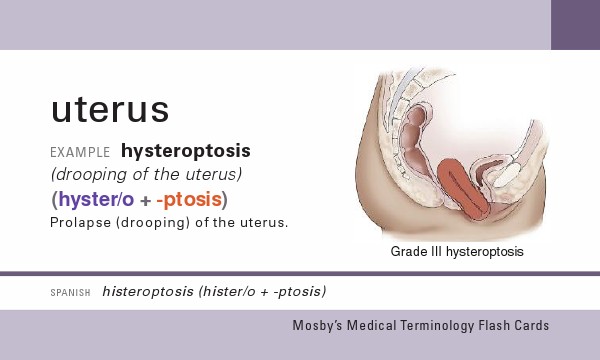 uterus
EXAMPLE hysteroptosis
(drooping of the uterus)
(hyster/o + -ptosis)
Prolapse (drooping) of the uterus.
Grade III hysteroptosis
SPANISH histeroptosis (hister/o + -ptosis)
Mosby's Medical Terminology Flash Cards